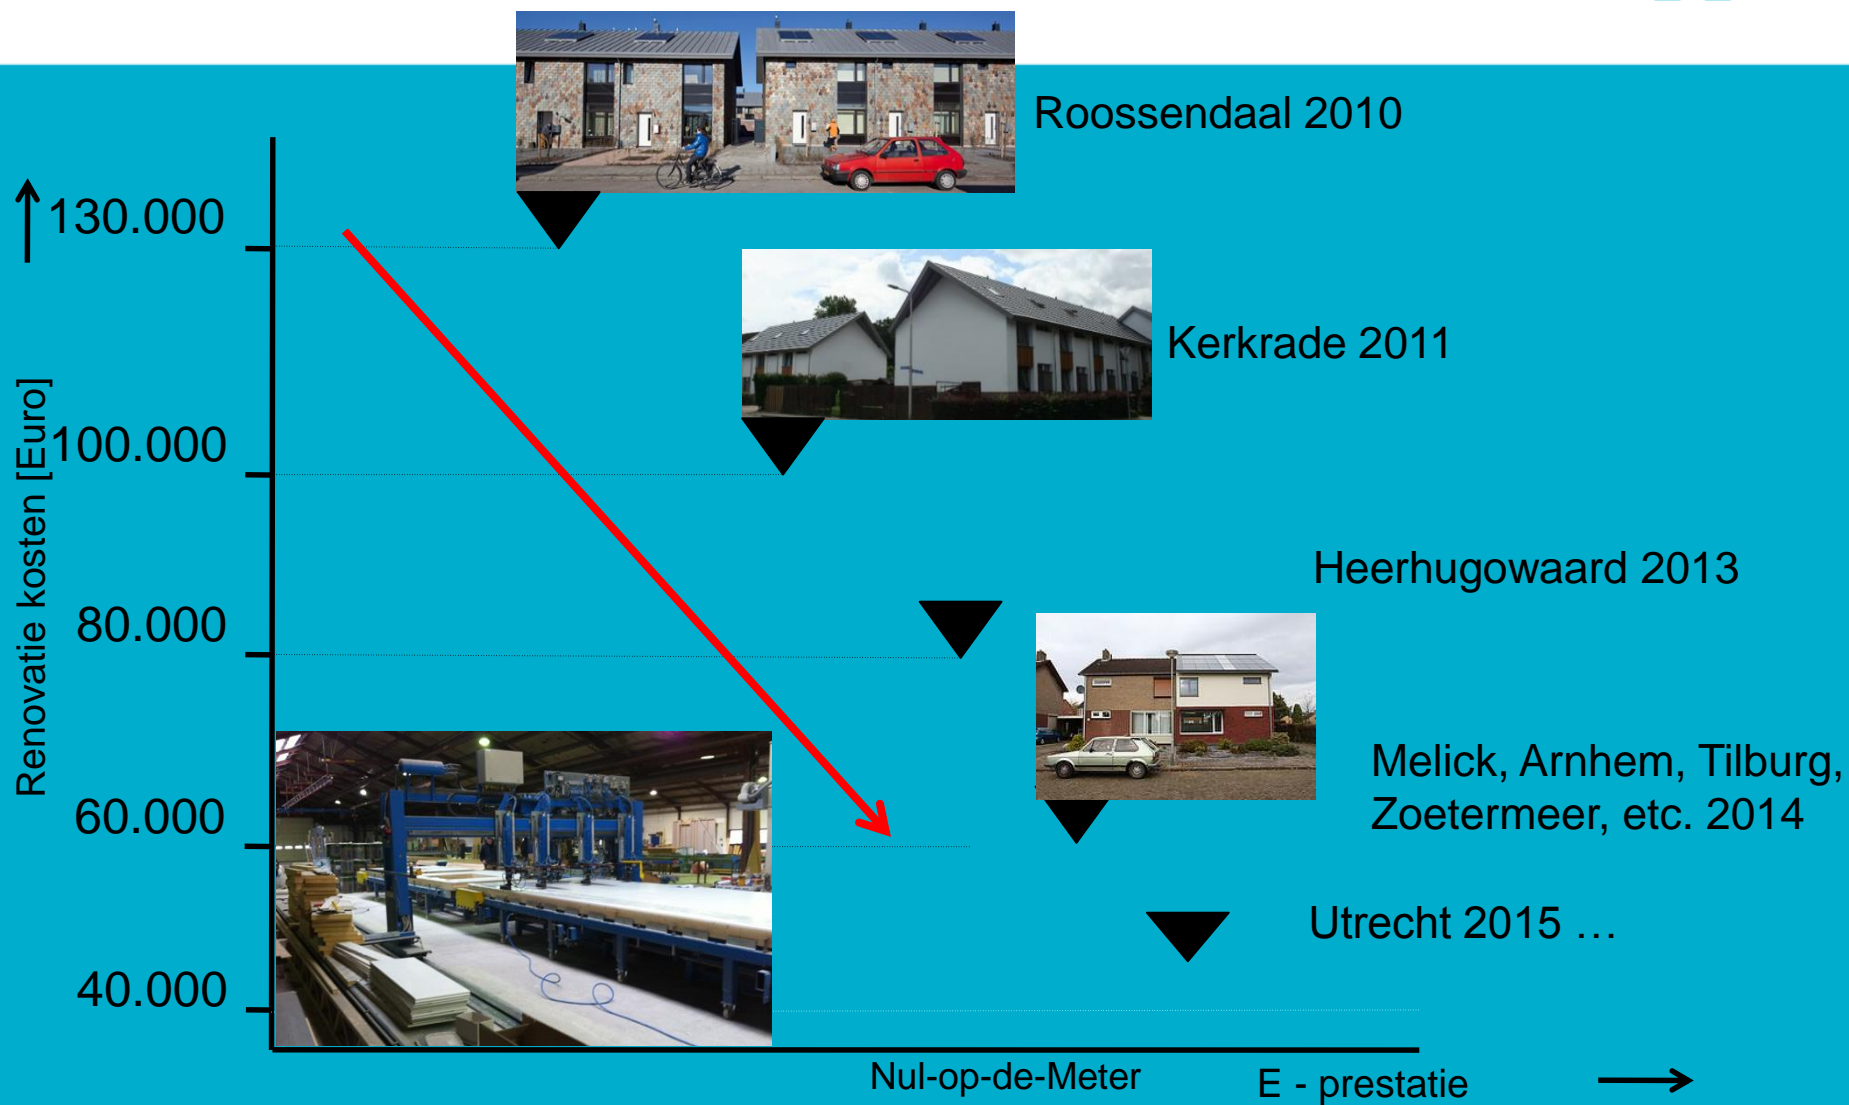 Roossendaal 2010
130.000
Kerkrade 2011
100.000
Renovatie kosten [Euro]
Heerhugowaard 2013
80.000
Melick, Arnhem, Tilburg,
Zoetermeer, etc. 2014
60.000
Utrecht 2015 …
40.000
Nul-op-de-Meter
E - prestatie